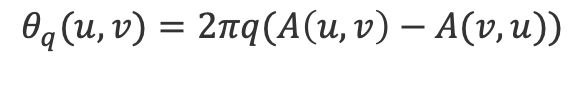 θ_q(u, v) = 2πq(A(u, v) − A(v, u))